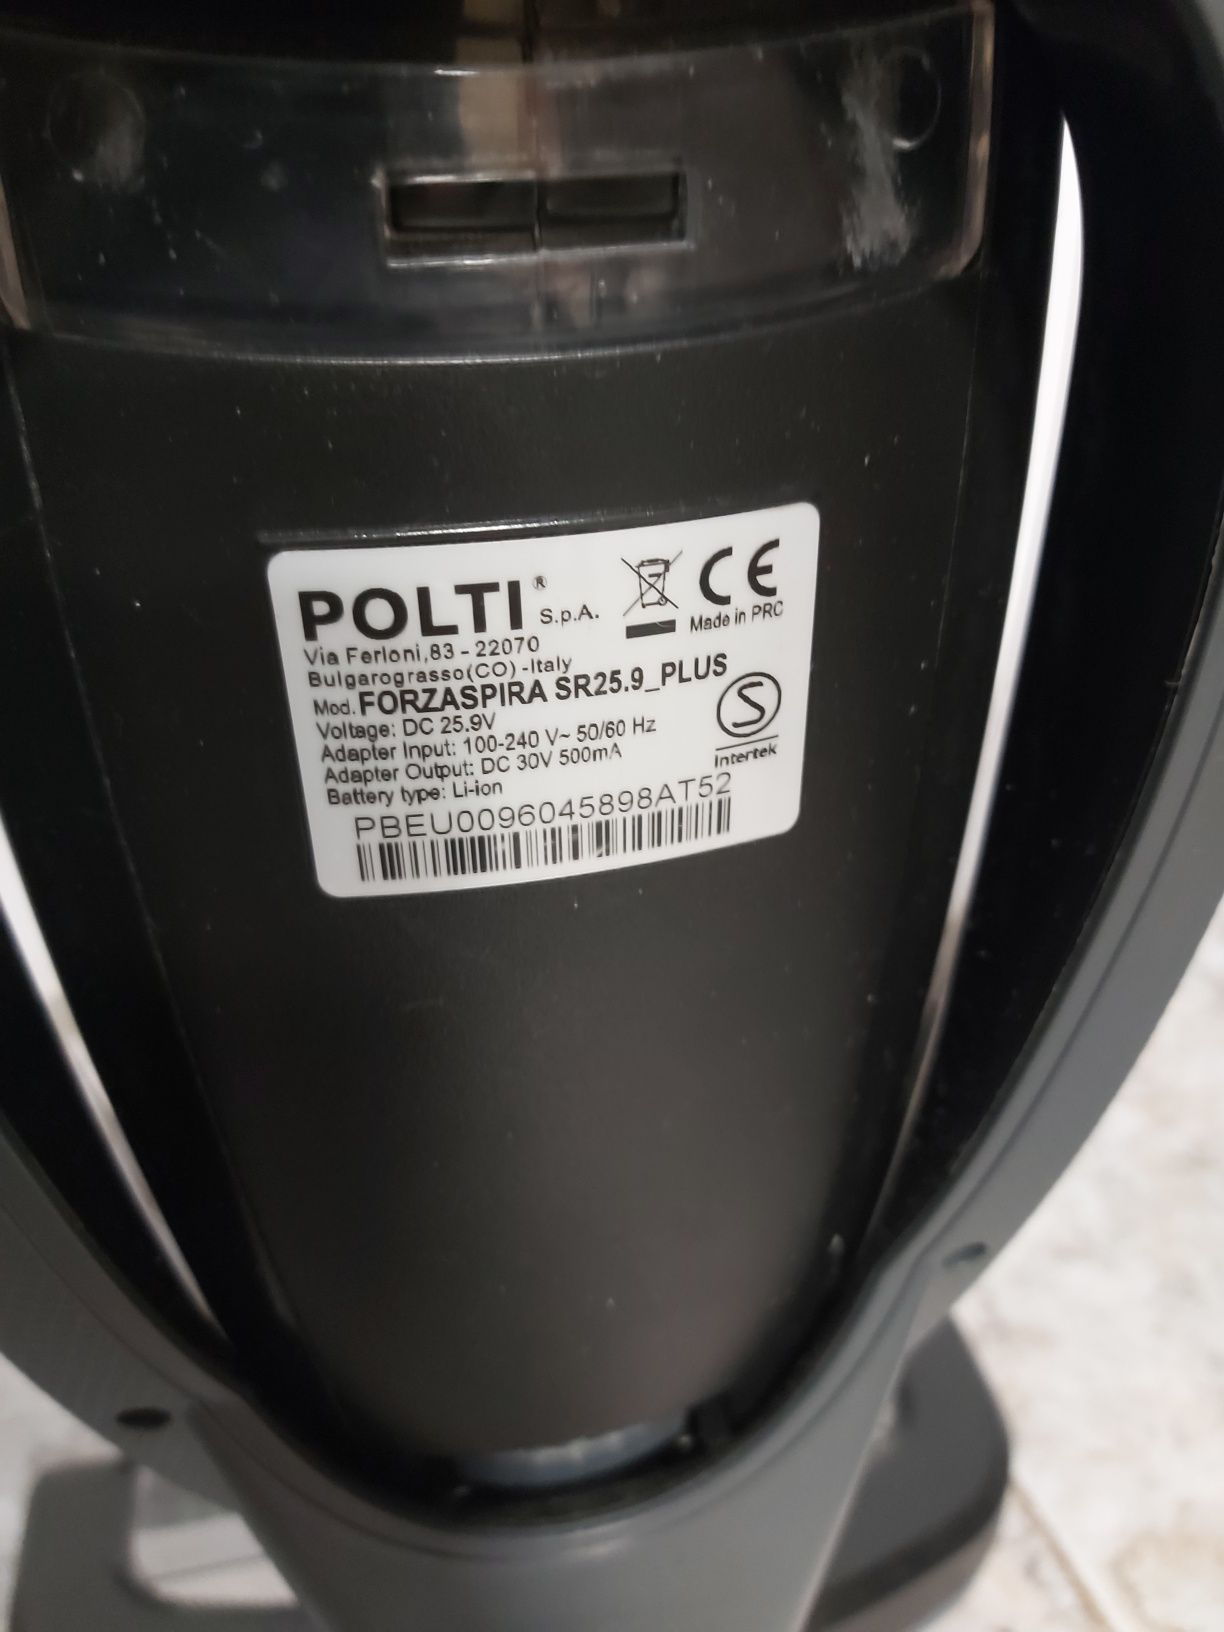 POLTI® S.p.A.
Via Ferloni,83 - 22070
Bulgarograsso(CO) -Italy
Mod. FORZASPIRA SR25.9_PLUS
Voltage: DC 25.9V
Adapter Input: 100-240 V~ 50/60 Hz
Adapter Output: DC 30V 500mA
Battery type: Li-ion
CE
Made in PRC
S
Intertek
PBEU0096045898AT52